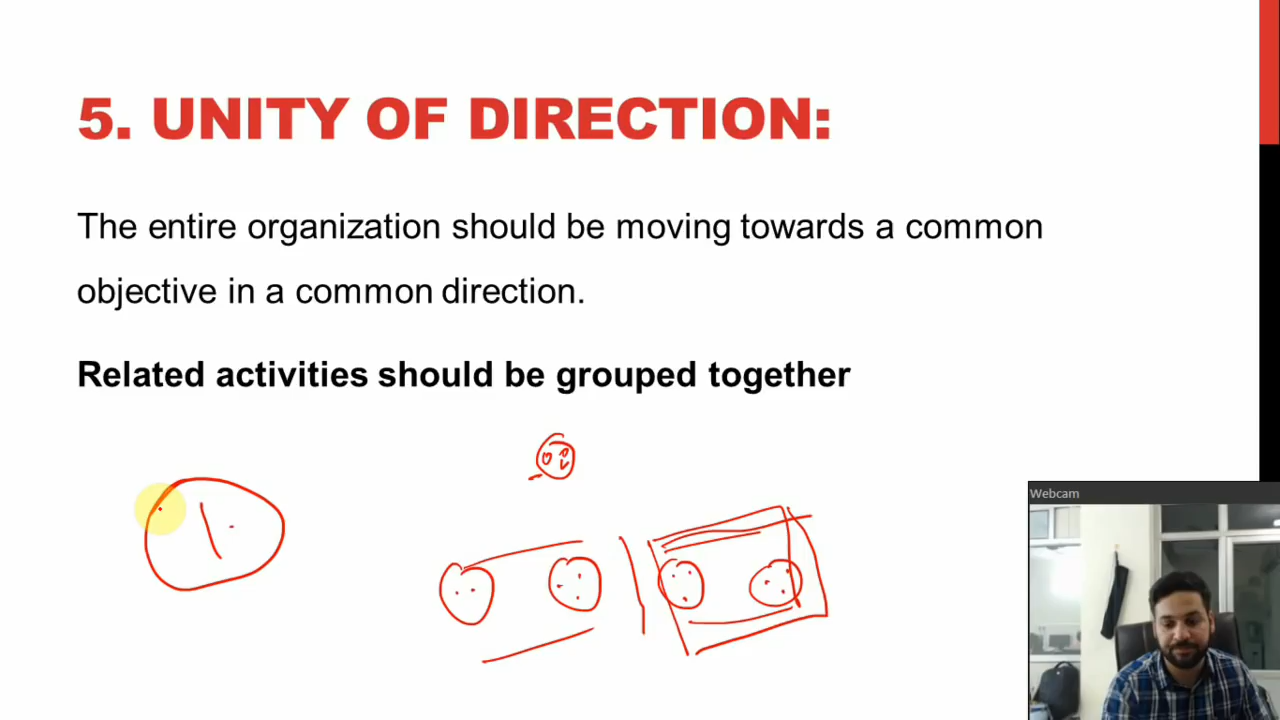 5. UNITY OF DIRECTION:
The entire organization should be moving towards a common
objective in a common direction.
Related activities should be grouped together
Webcam